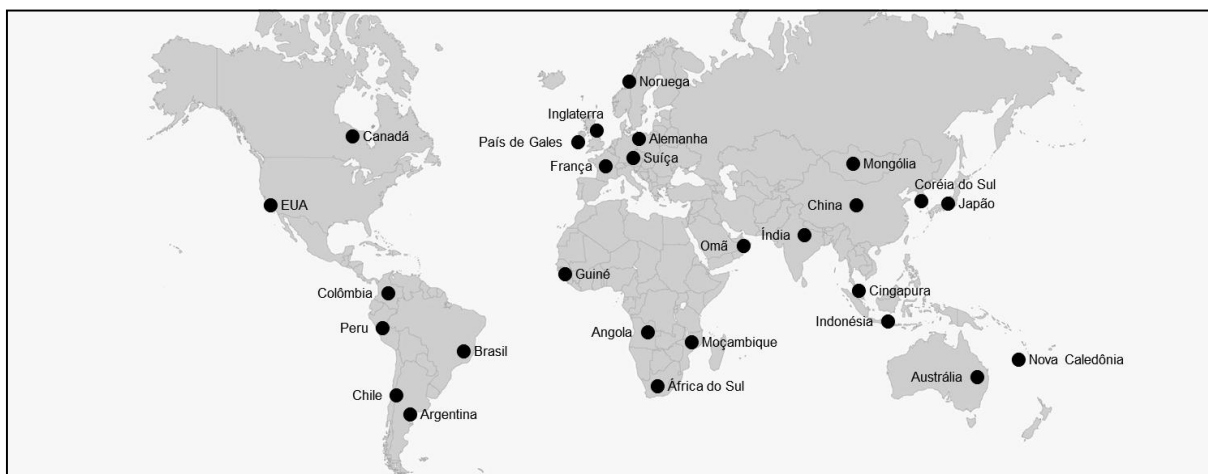 Noruega
Inglaterra
Canadá
País de Gales
Alemanha
Suíça
França
Mongólia
Coréia do Sul
EUA
China
Japão
Omã
Índia
Guiné
Colômbia
Cingapura
Peru
Angola
Indonésia
Moçambique
Brasil
Nova Caledônia
Austrália
África do Sul
Chile
Argentina